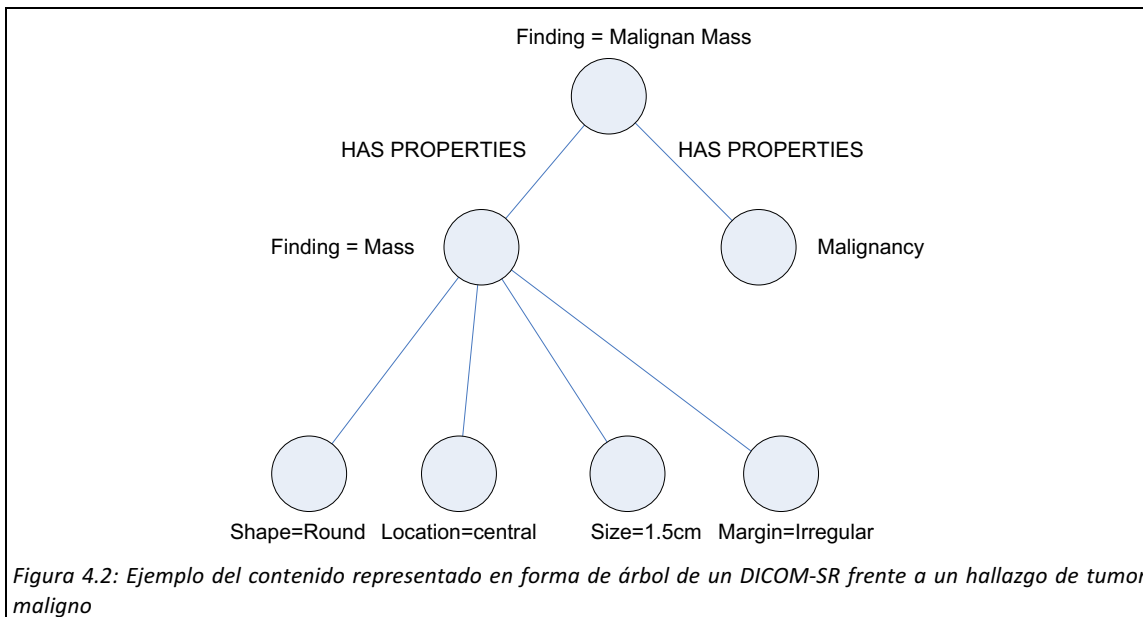 Finding = Malignan Mass
HAS PROPERTIES
HAS PROPERTIES
Finding = Mass
Malignancy
Shape=Round
Location=central
Size=1.5cm
Margin=Irregular
Figura 4.2: Ejemplo del contenido representado en forma de árbol de un DICOM-SR frente a un hallazgo de tumor
maligno